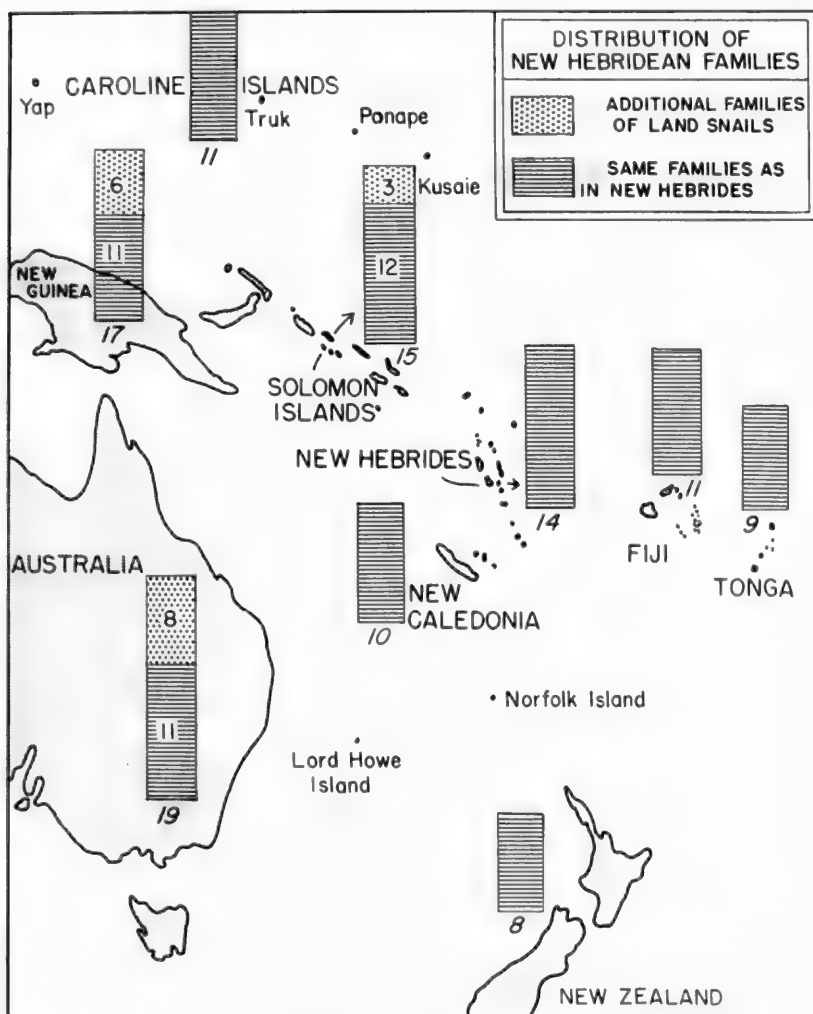 DISTRIBUTION OF
NEW HEBRIDEAN FAMILIES
ADDITIONAL FAMILIES
OF LAND SNAILS
SAME FAMILIES AS
IN NEW HEBRIDES
CAROLINE ISLANDS
Yap
Truk
Ponape
Kusaie
11
6
11
17
NEW
GUINEA
3
12
15
SOLOMON
ISLANDS
NEW HEBRIDES
14
11
FIJI
9
TONGA
AUSTRALIA
8
11
19
10
NEW
CALEDONIA
Norfolk Island
Lord Howe
Island
8
NEW ZEALAND